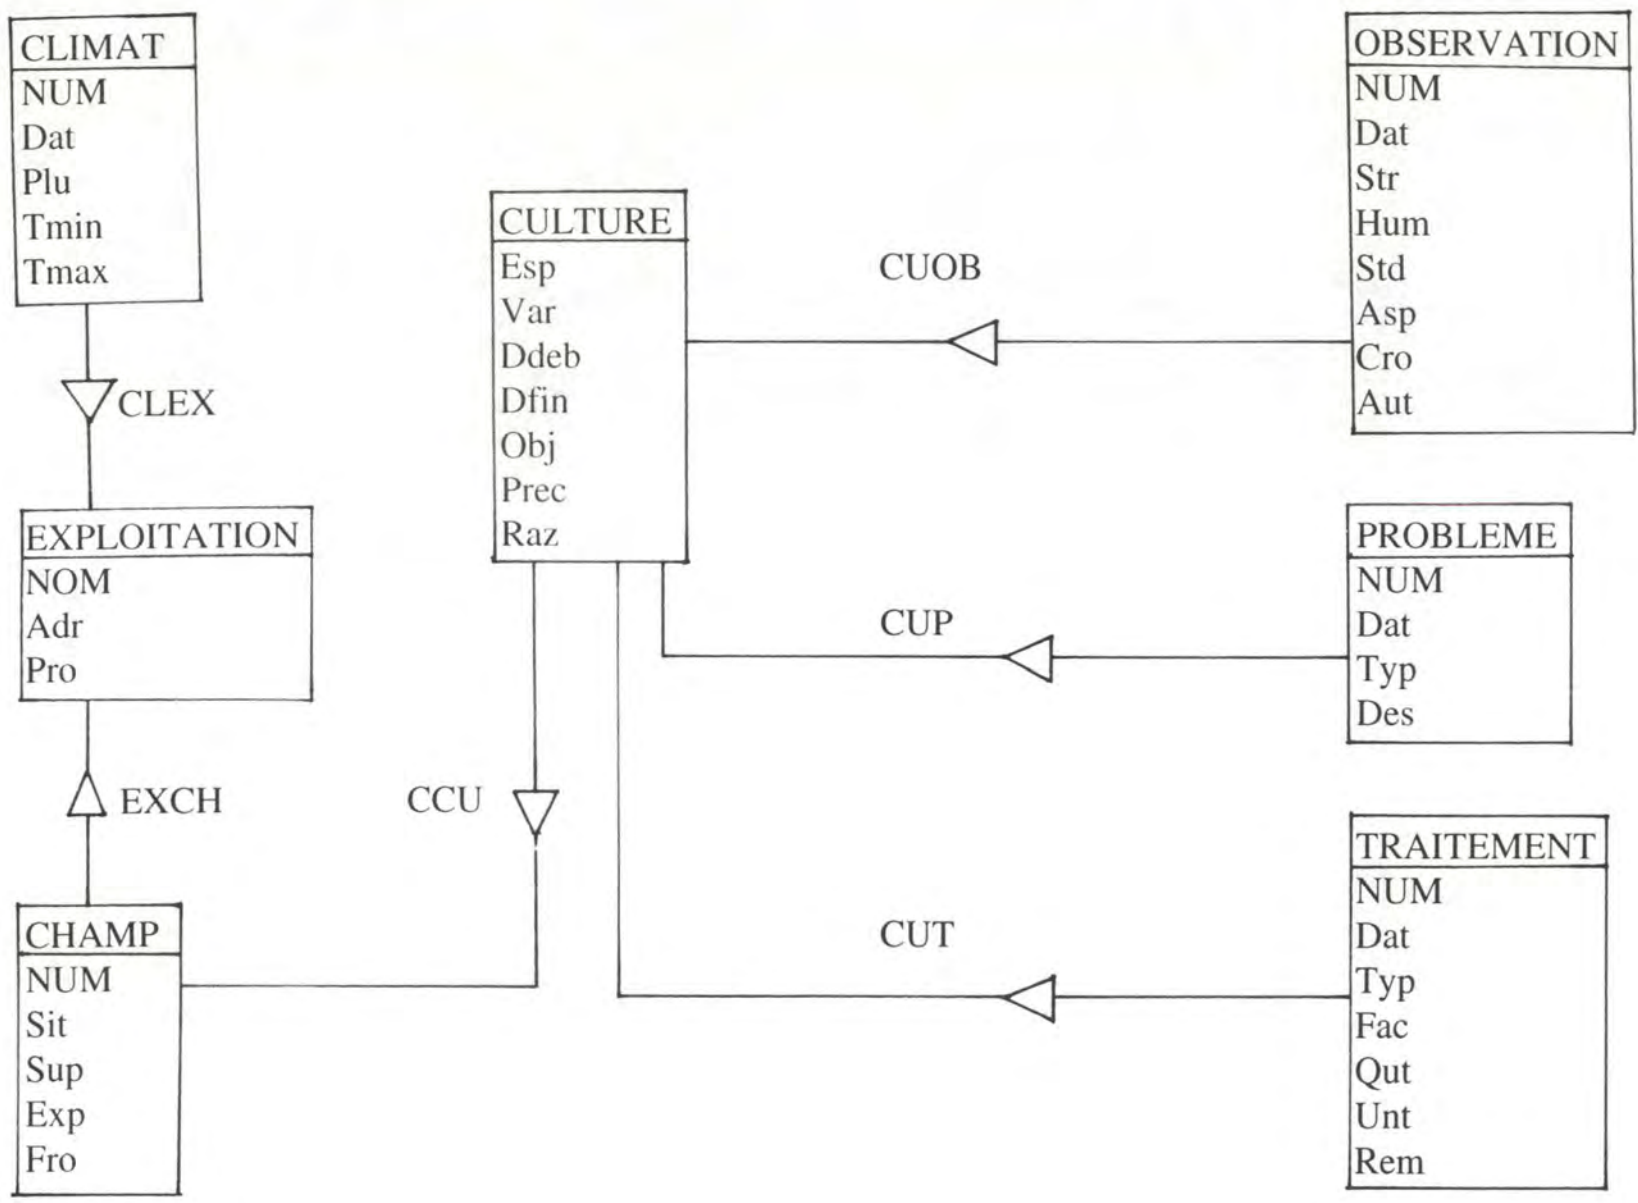 CLIMAT
NUM
Dat
Plu
Tmin
Tmax
CLEX
EXPLOITATION
NOM
Adr
Pro
EXCH
CHAMP
NUM
Sit
Sup
Exp
Fro
CULTURE
Esp
Var
Ddeb
Dfin
Obj
Prec
Raz
CCU
CUOB
CUP
CUT
OBSERVATION
NUM
Dat
Str
Hum
Std
Asp
Cro
Aut
PROBLEME
NUM
Dat
Typ
Des
TRAITEMENT
NUM
Dat
Typ
Fac
Qut
Unt
Rem